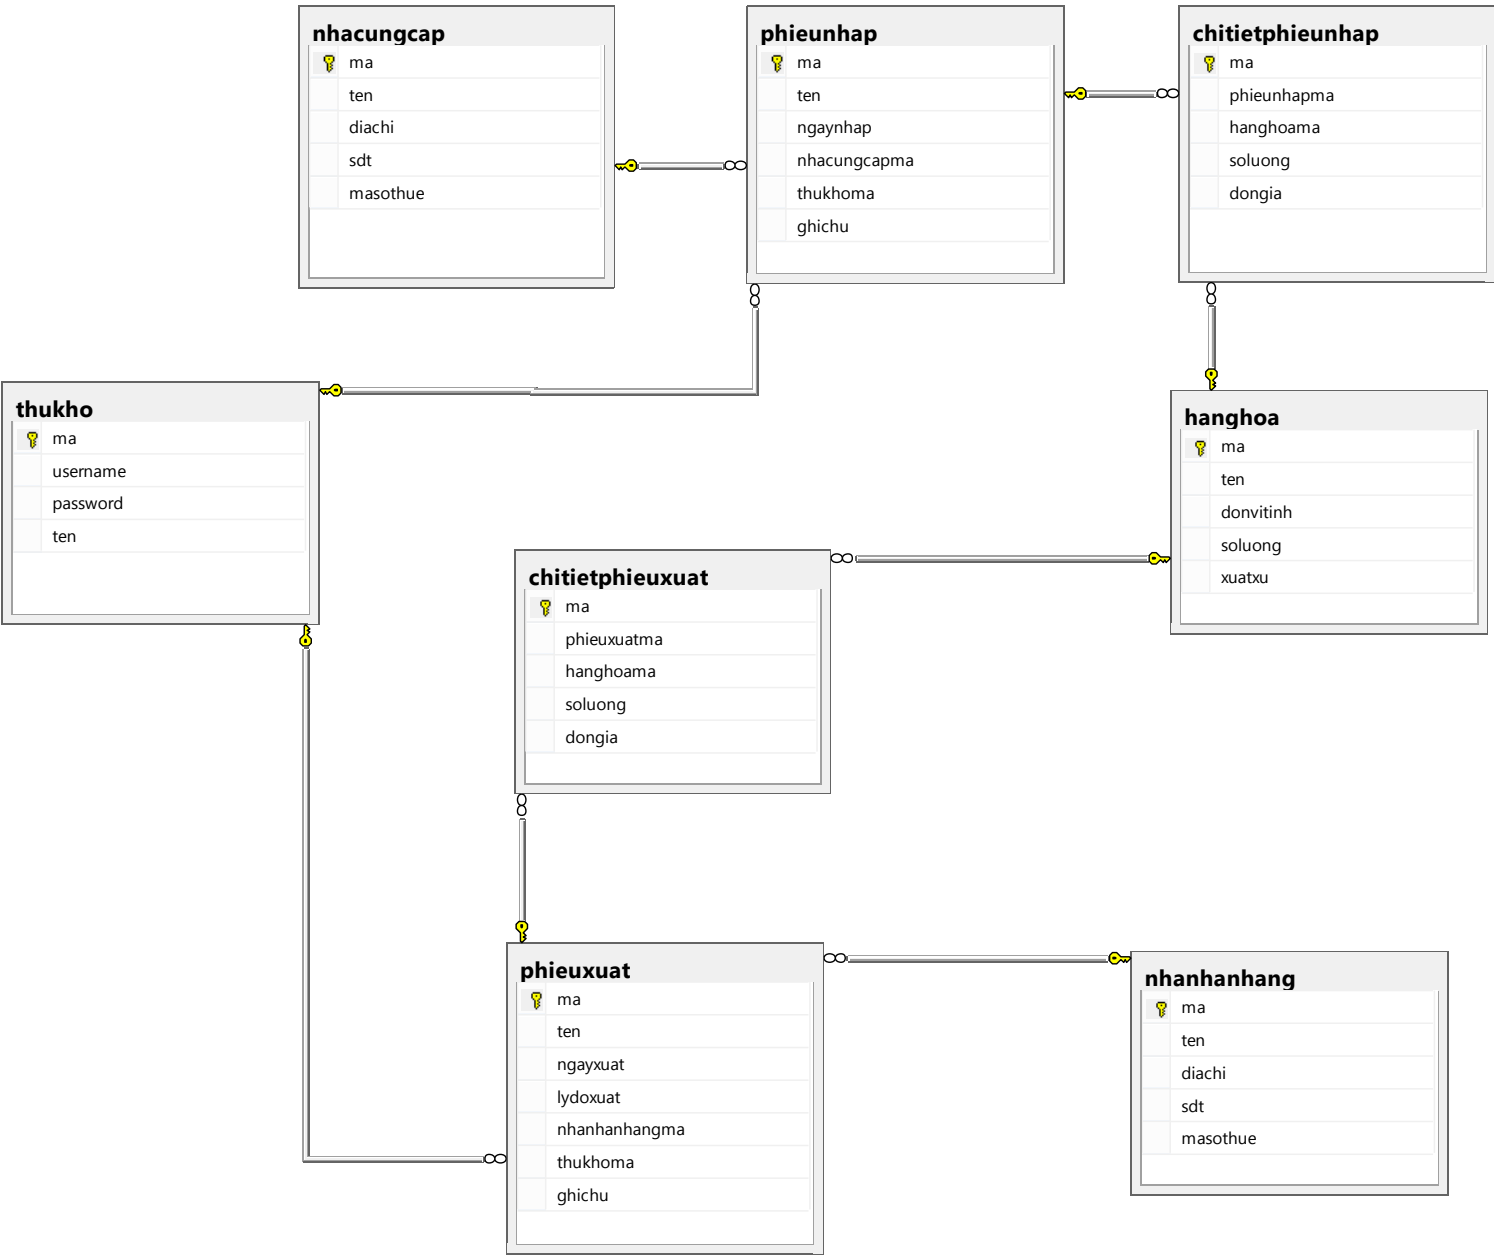 nhacungcap
ma
ten
diachi
sdt
masothue
phieunhap
ma
ten
ngaynhap
nhacungcapma
thukhoma
ghichu
chitietphieunhap
ma
phieunhapma
hanghoama
soluong
dongia
thukho
ma
username
password
ten
hanghoa
ma
ten
donvitinh
soluong
xuatxu
chitietphieuxuat
ma
phieuxuatma
hanghoama
soluong
dongia
phieuxuat
ma
ten
ngayxuat
lydoxuat
nhanhanhangma
thukhoma
ghichu
nhanhanhang
ma
ten
diachi
sdt
masothue